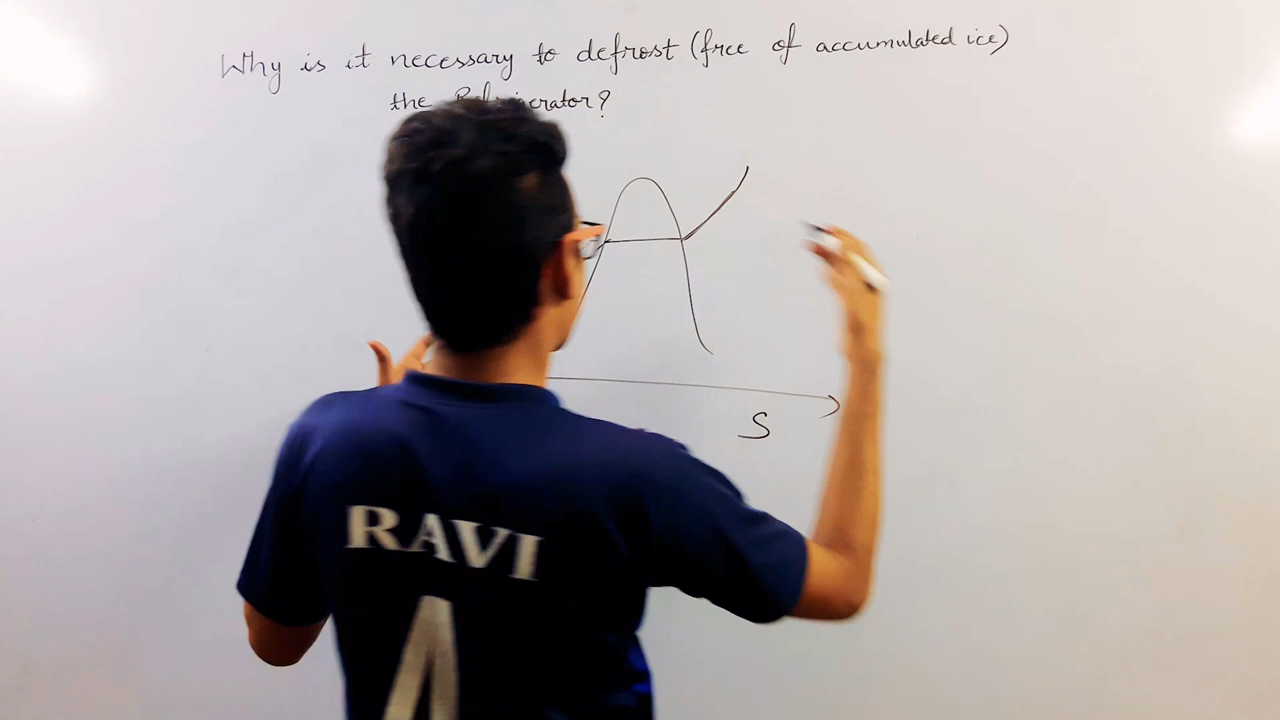 Why is it necessary to defrost (free of accumulated ice)
the Refrigerator?
S
RAVI